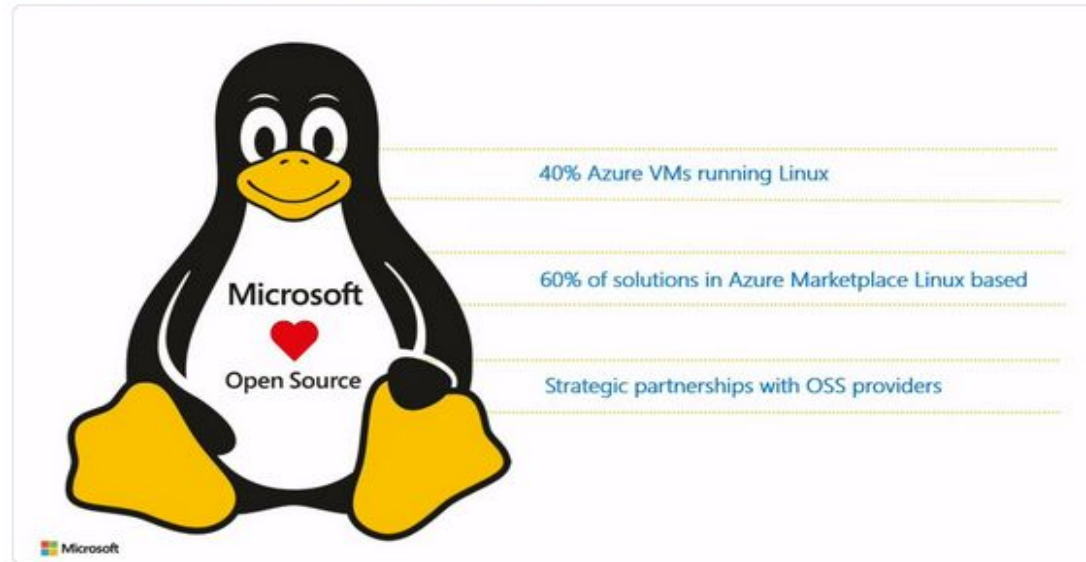 40% Azure VMs running Linux
60% of solutions in Azure Marketplace Linux based
Microsoft
Open Source
Strategic partnerships with OSS providers
Microsoft